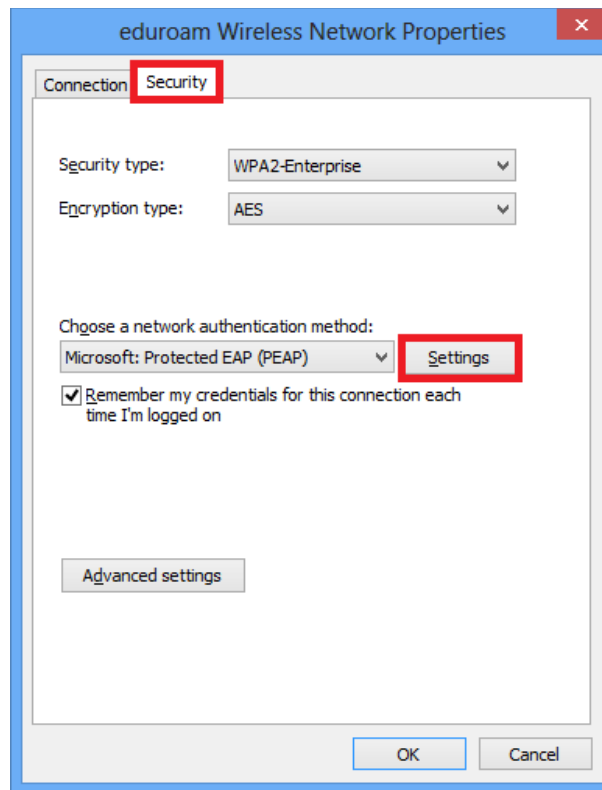 eduroam Wireless Network Properties
Connection Security
Security type: WPA2-Enterprise
Encryption type: AES
Choose a network authentication method:
Microsoft: Protected EAP (PEAP) Settings
Remember my credentials for this connection each
time I'm logged on
Advanced settings
OK Cancel